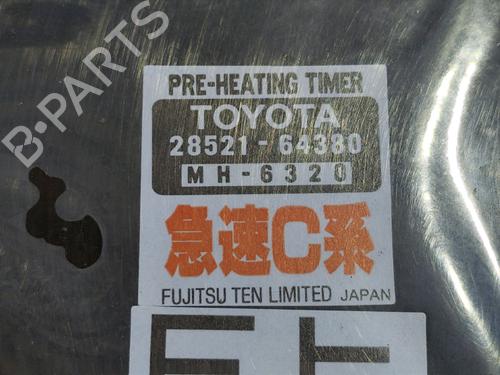 B-PARTS
PRE-HEATING TIMER
TOYOTA
28521-64380
MH-6320
急速C系
FUJITSU TEN LIMITED JAPAN